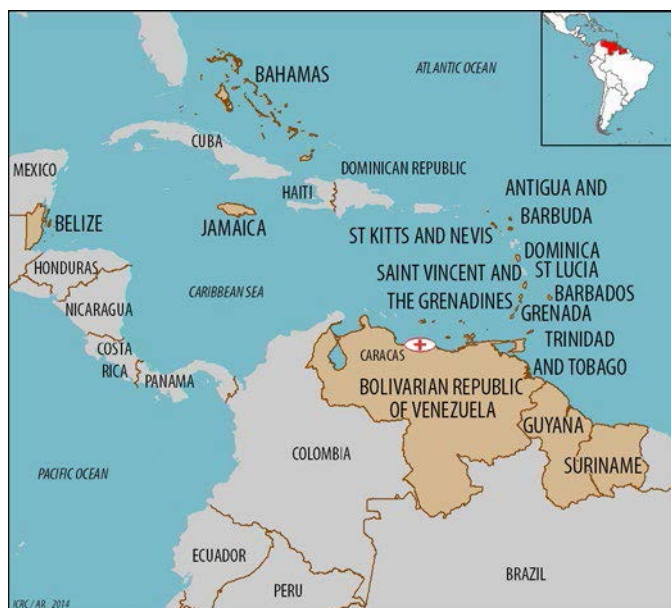 BAHAMAS
ATLANTIC OCEAN
CUBA
MEXICO
DOMINICAN REPUBLIC
HAITI
ANTIGUA AND
BARBUDA
BELIZE
JAMAICA
ST KITTS AND NEVIS
DOMINICA
ST LUCIA
HONDURAS
SAINT VINCENT AND
THE GRENADINES
CARIBBEAN SEA
BARBADOS
NICARAGUA
GRENADA
COSTA
RICA
TRINIDAD
AND TOBAGO
PANAMA
CARACAS
BOLIVARIAN REPUBLIC
OF VENEZUELA
GUYANA
COLOMBIA
SURINAME
PACIFIC OCEAN
ECUADOR
PERU
BRAZIL
ICRC / AR 2014